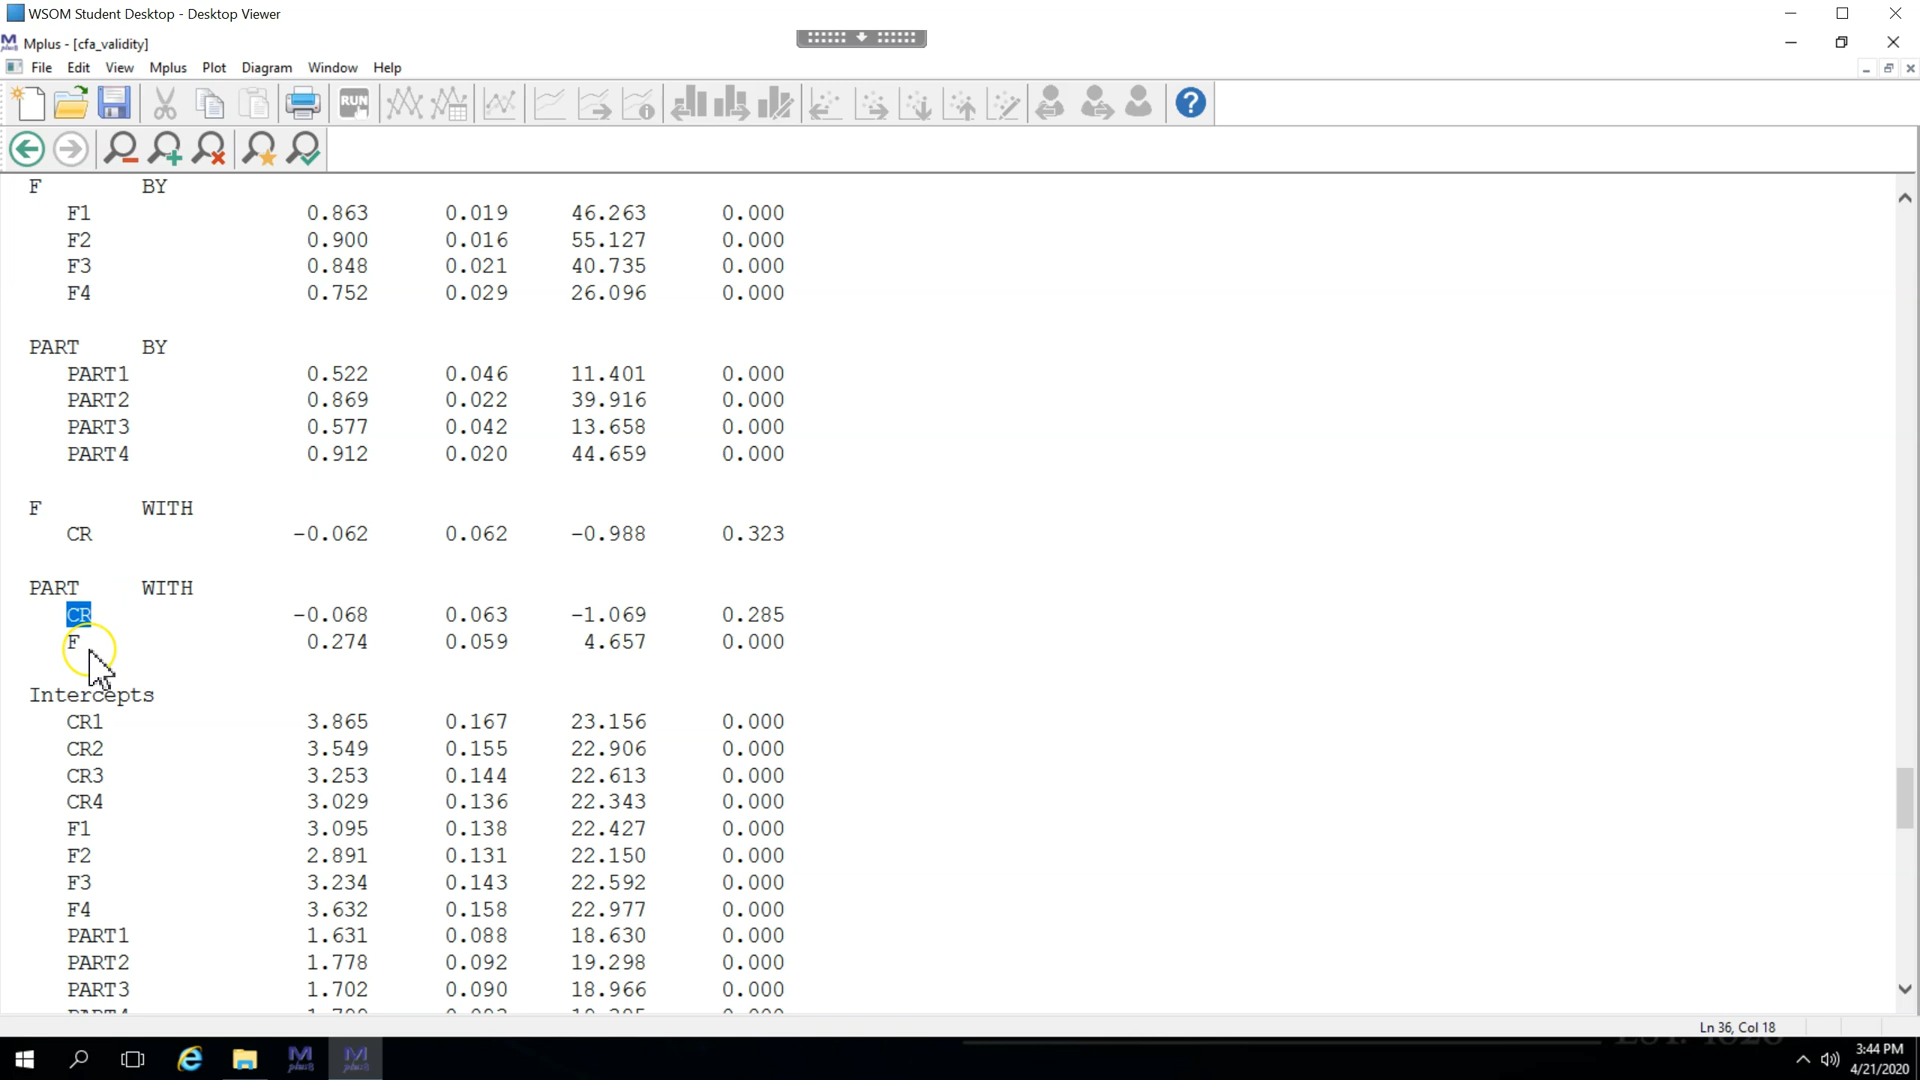 WSOM Student Desktop - Desktop Viewer
Mplus - [cfa_validity]
File Edit View Mplus Plot Diagram Window Help
RUN
F BY
F1 0.863 0.019 46.263 0.000
F2 0.900 0.016 55.127 0.000
F3 0.848 0.021 40.735 0.000
F4 0.752 0.029 26.096 0.000
PART BY
PART1 0.522 0.046 11.401 0.000
PART2 0.869 0.022 39.916 0.000
PART3 0.577 0.042 13.658 0.000
PART4 0.912 0.020 44.659 0.000
F WITH
CR -0.062 0.062 -0.988 0.323
PART WITH
CR -0.068 0.063 -1.069 0.285
F 0.274 0.059 4.657 0.000
Intercepts
CR1 3.865 0.167 23.156 0.000
CR2 3.549 0.155 22.906 0.000
CR3 3.253 0.144 22.613 0.000
CR4 3.029 0.136 22.343 0.000
F1 3.095 0.138 22.427 0.000
F2 2.891 0.131 22.150 0.000
F3 3.234 0.143 22.592 0.000
F4 3.632 0.158 22.977 0.000
PART1 1.631 0.088 18.630 0.000
PART2 1.778 0.092 19.298 0.000
PART3 1.702 0.090 18.966 0.000
Ln 36, Col 18
3:44 PM
4/21/2020